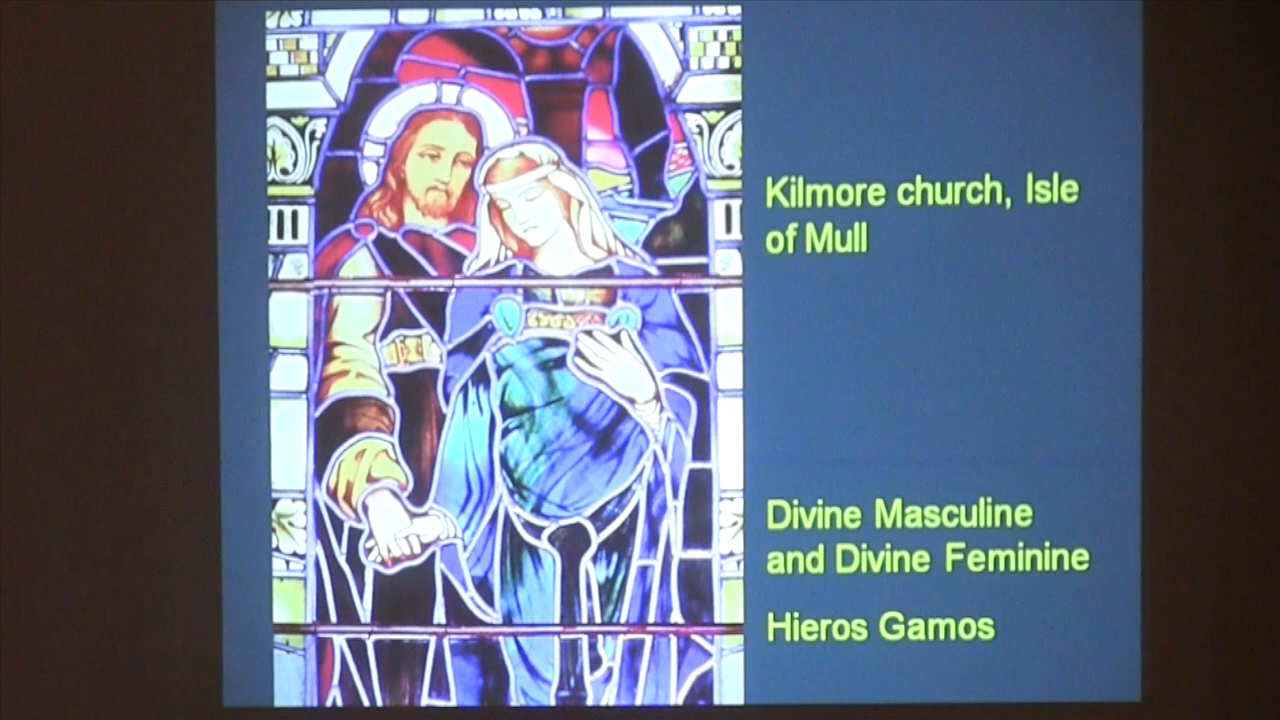 Kilmore church, Isle
of Mull
Divine Masculine
and Divine Feminine
Hieros Gamos